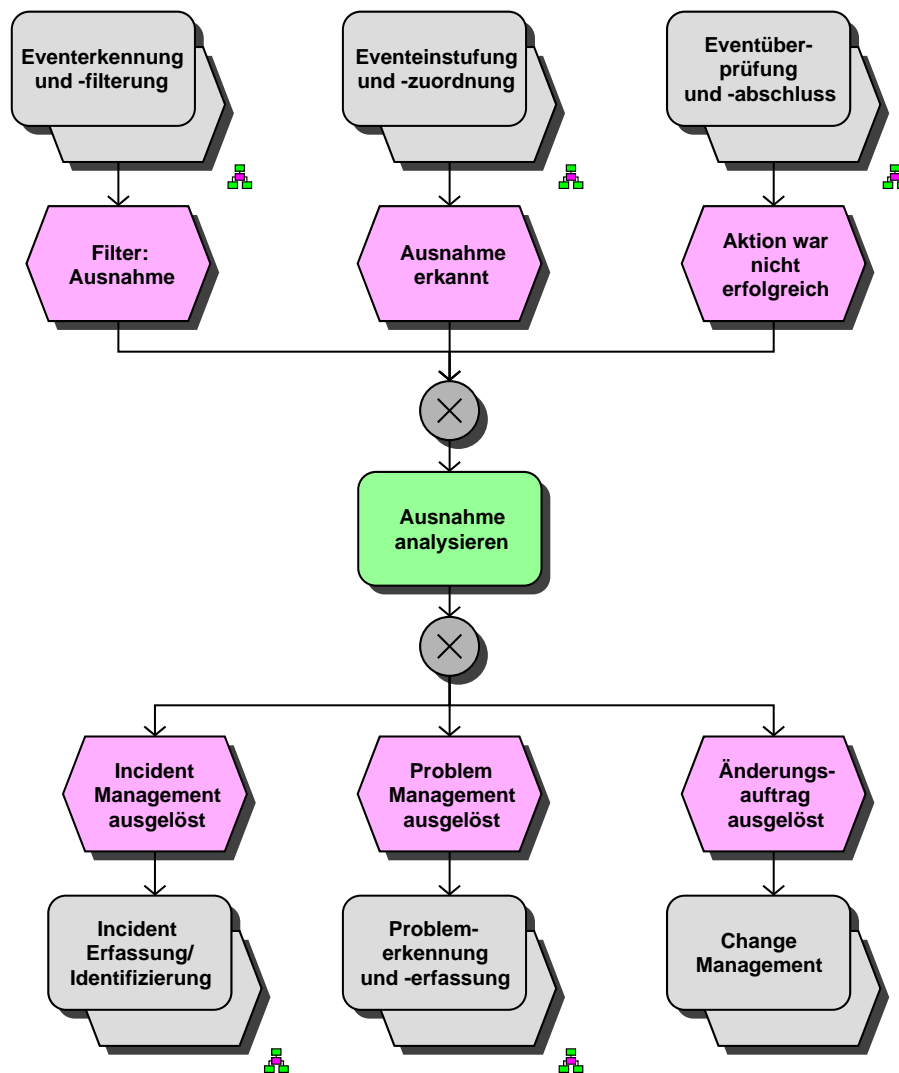 Eventerkennung
und -filterung
Eventeinstufung
und -zuordnung
Eventüber-
prüfung
und -abschluss
Filter:
Ausnahme
Ausnahme
erkannt
Aktion war
nicht
erfolgreich
Ausnahme
analysieren
Incident
Management
ausgelöst
Problem
Management
ausgelöst
Änderungs-
auftrag
ausgelöst
Incident
Erfassung/
Identifizierung
Problem-
erkennung
und -erfassung
Change
Management